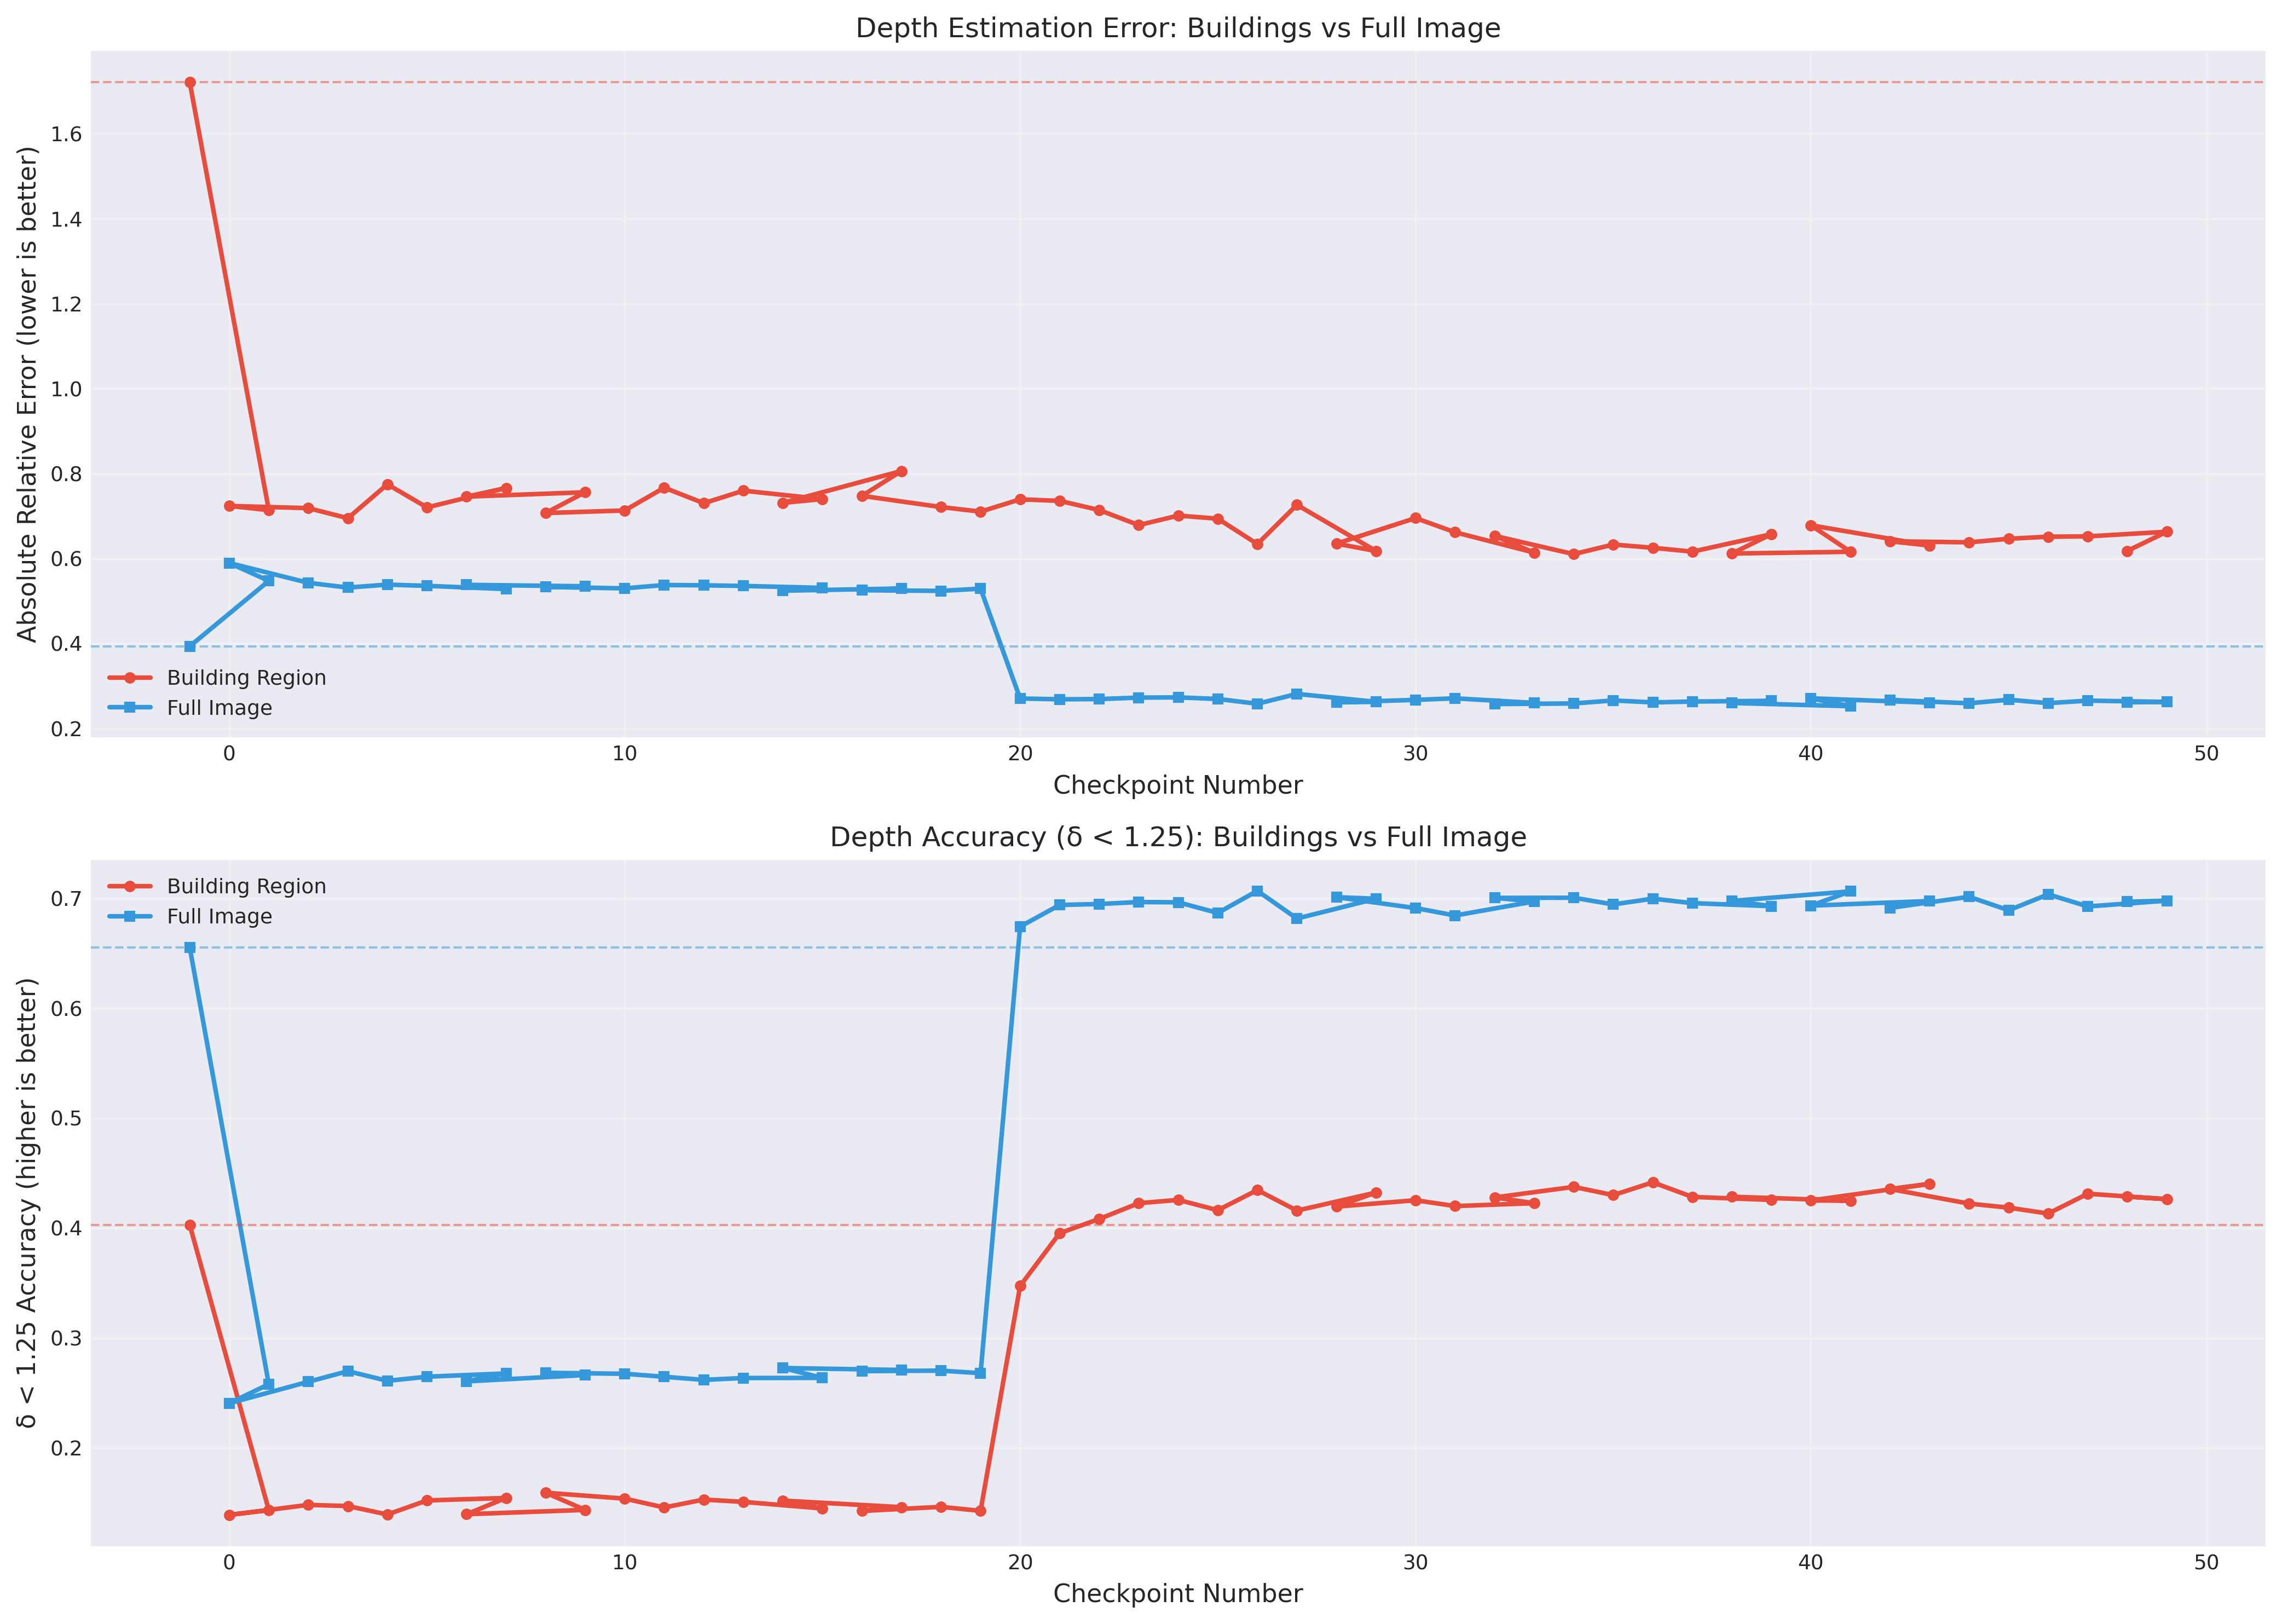 Depth Estimation Error: Buildings vs Full Image
Absolute Relative Error (lower is better)
1.6
1.4
1.2
1.0
0.8
0.6
0.4
0.2
Building Region
Full Image
0 10 20 30 40 50
Checkpoint Number
Depth Accuracy (δ < 1.25): Buildings vs Full Image
δ < 1.25 Accuracy (higher is better)
Building Region
Full Image
0.7
0.6
0.5
0.4
0.3
0.2
0 10 20 30 40 50
Checkpoint Number